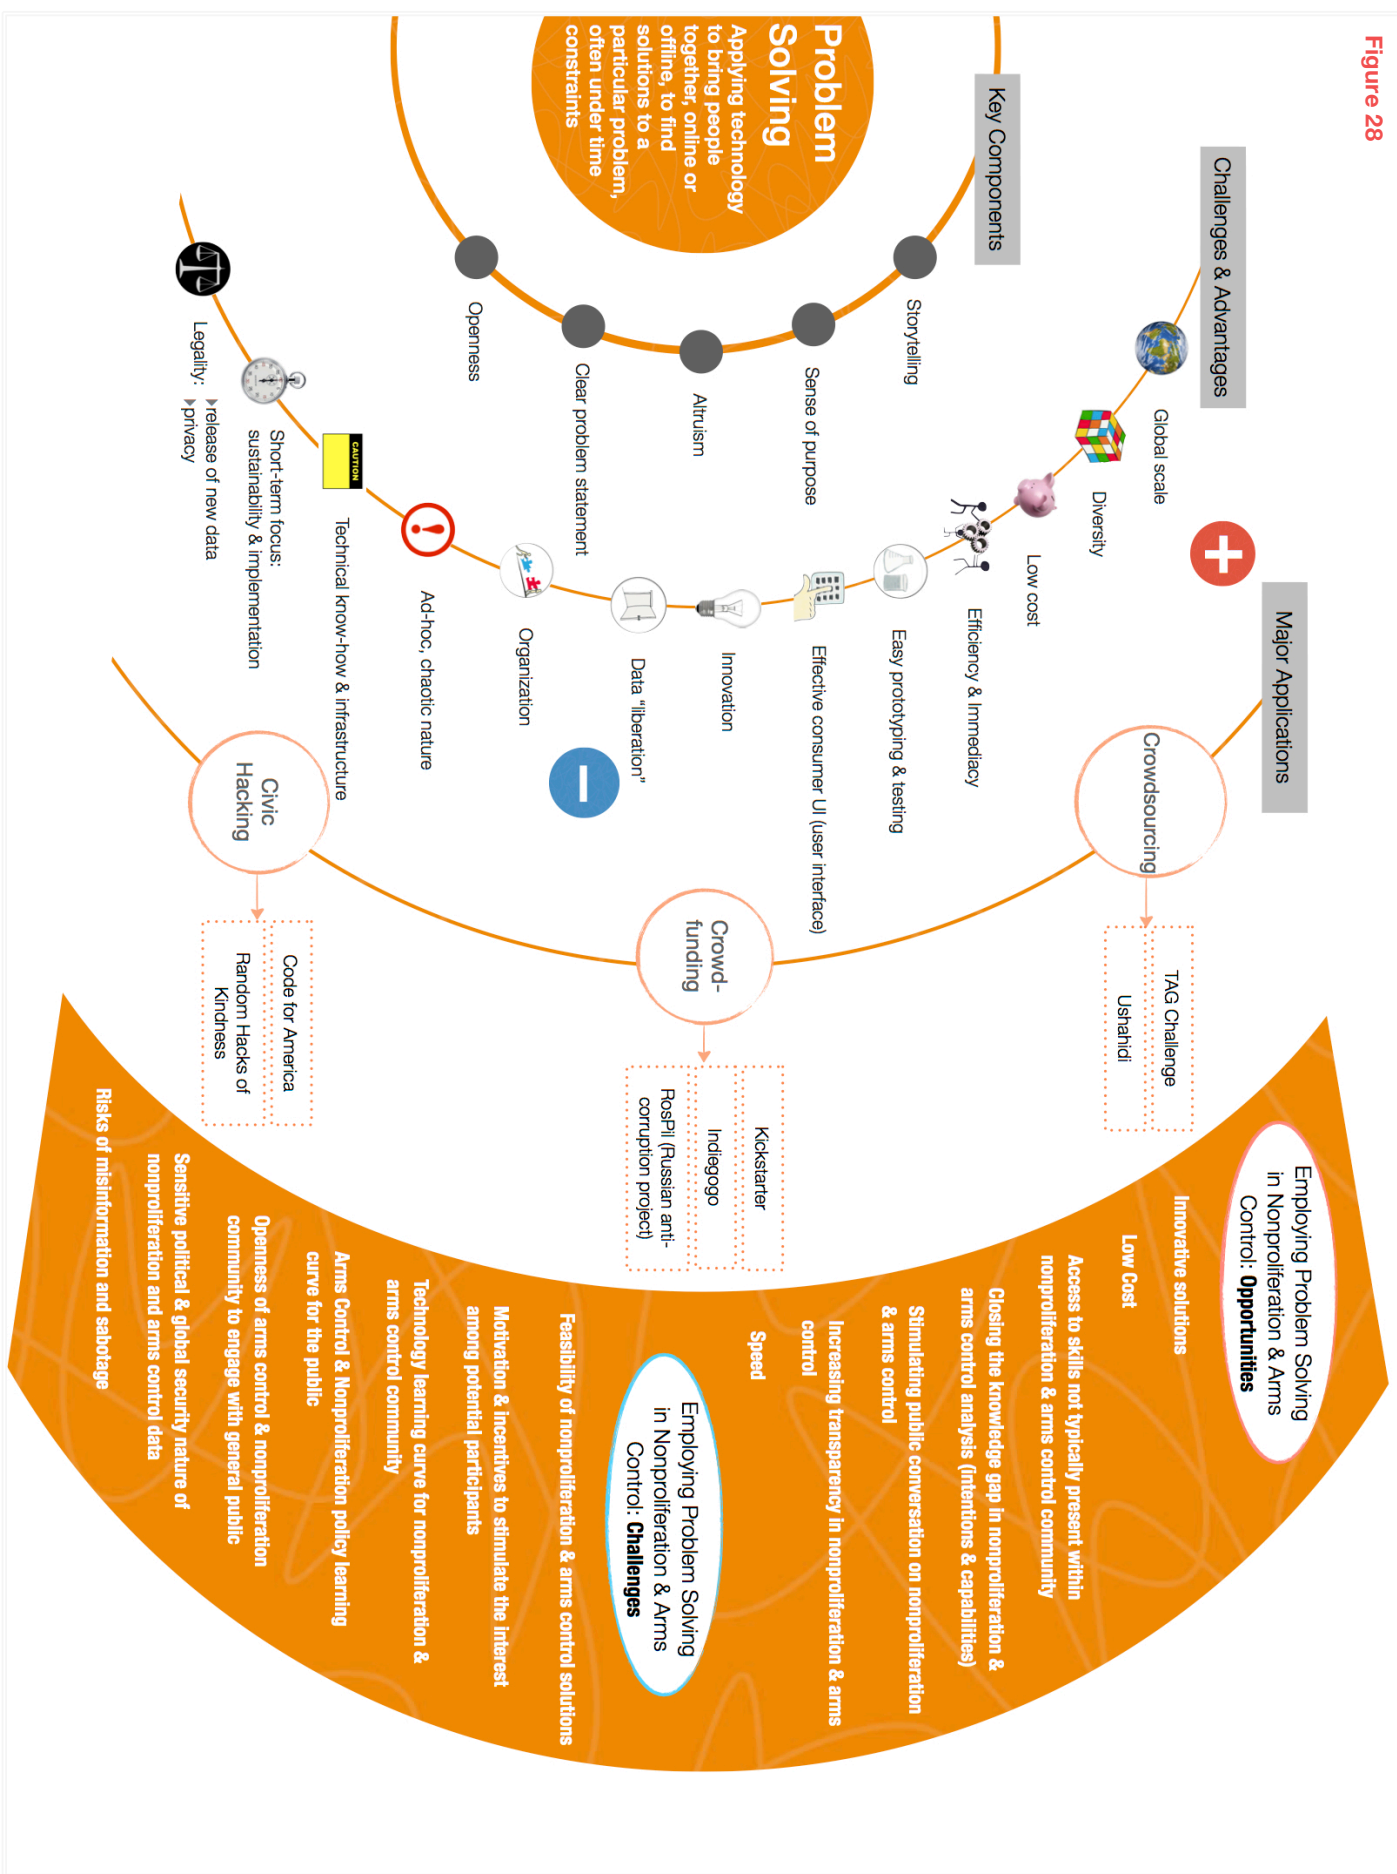 Figure 28
Challenges & Advantages
Major Applications
Key Components
Problem
Solving
Applying technology
to bring people
together, online or
offline, to find
solutions to a
particular problem,
often under time
constraints
Storytelling
Sense of purpose
Altruism
Clear problem statement
Openness
Global scale
Diversity
Low cost
Efficiency & Immediacy
Easy prototyping & testing
Effective consumer UI (user interface)
Innovation
Data “liberation”
Organization
Ad-hoc, chaotic nature
CAUTION
Technical know-how & infrastructure
Short-term focus:
sustainability & implementation
Legality:
release of new data
privacy
Crowdsourcing
TAG Challenge
Ushahidi
Crowd-
funding
Kickstarter
Indiegogo
RosPil (Russian anti-
corruption project)
Civic
Hacking
Code for America
Random Hacks of
Kindness
Employing Problem Solving
in Nonproliferation & Arms
Control: Opportunities
Innovative solutions
Low Cost
Access to skills not typically present within
nonproliferation & arms control community
Closing the knowledge gap in nonproliferation &
arms control analysis (intentions & capabilities)
Stimulating public conversation on nonproliferation
& arms control
Increasing transparency in nonproliferation & arms
control
Speed
Employing Problem Solving
in Nonproliferation & Arms
Control: Challenges
Feasibility of nonproliferation & arms control solutions
Motivation & incentives to stimulate the interest
among potential participants
Technology learning curve for nonproliferation &
arms control community
Arms Control & Nonproliferation policy learning
curve for the public
Openness of arms control & nonproliferation
community to engage with general public
Sensitive political & global security nature of
nonproliferation and arms control data
Risks of misinformation and sabotage